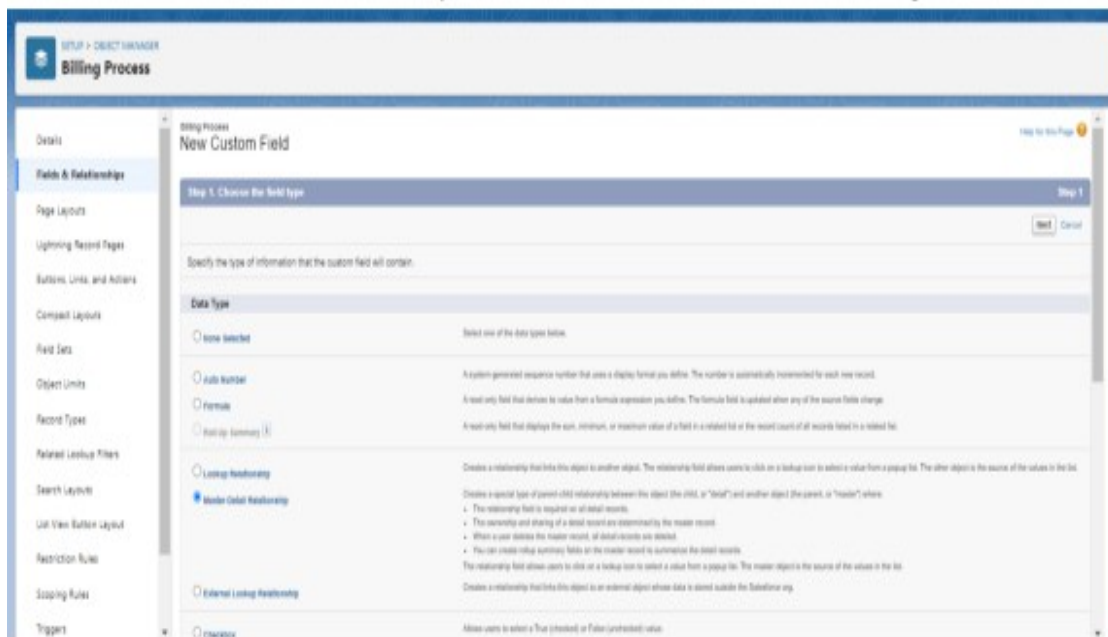 SETUP > OBJECT MANAGER
Billing Process
Details
Fields & Relationships
Page Layouts
Lightning Record Pages
Buttons, Links, and Actions
Compact Layouts
Field Sets
Object Limits
Record Types
Related Lookup Filters
Search Layouts
List View Button Layout
Restriction Rules
Scoping Rules
Triggers
Billing Process
New Custom Field
Help for this Page
Step 1. Choose the field type
Step 1
Next Cancel
Specify the type of information that the custom field will contain.
Data Type
None Selected
Select one of the data types below.
Auto Number
A system-generated sequence number that uses a display format you define. The number is automatically incremented for each new record.
Formula
A read-only field that derives its value from a formula expression you define. The formula field is updated when any of the source fields change.
Roll-Up Summary i
A read-only field that displays the sum, minimum, or maximum value of a field in a related list or the record count of all records listed in a related list.
Lookup Relationship
Creates a relationship that links this object to another object. The relationship field allows users to click on a lookup icon to select a value from a popup list. The other object is the source of the values in the list.
Master-Detail Relationship
Creates a special type of parent-child relationship between this object (the child, or "detail") and another object (the parent, or "master") where:
• The relationship field is required on all detail records.
• The ownership and sharing of a detail record are determined by the master record.
• When a user deletes the master record, all detail records are deleted.
• You can create rollup summary fields on the master record to summarize the detail records.
The relationship field allows users to click on a lookup icon to select a value from a popup list. The master object is the source of the values in the list.
External Lookup Relationship
Creates a relationship that links this object to an external object whose data is stored outside the Salesforce org.
Checkbox
Allows users to select a True (checked) or False (unchecked) value.